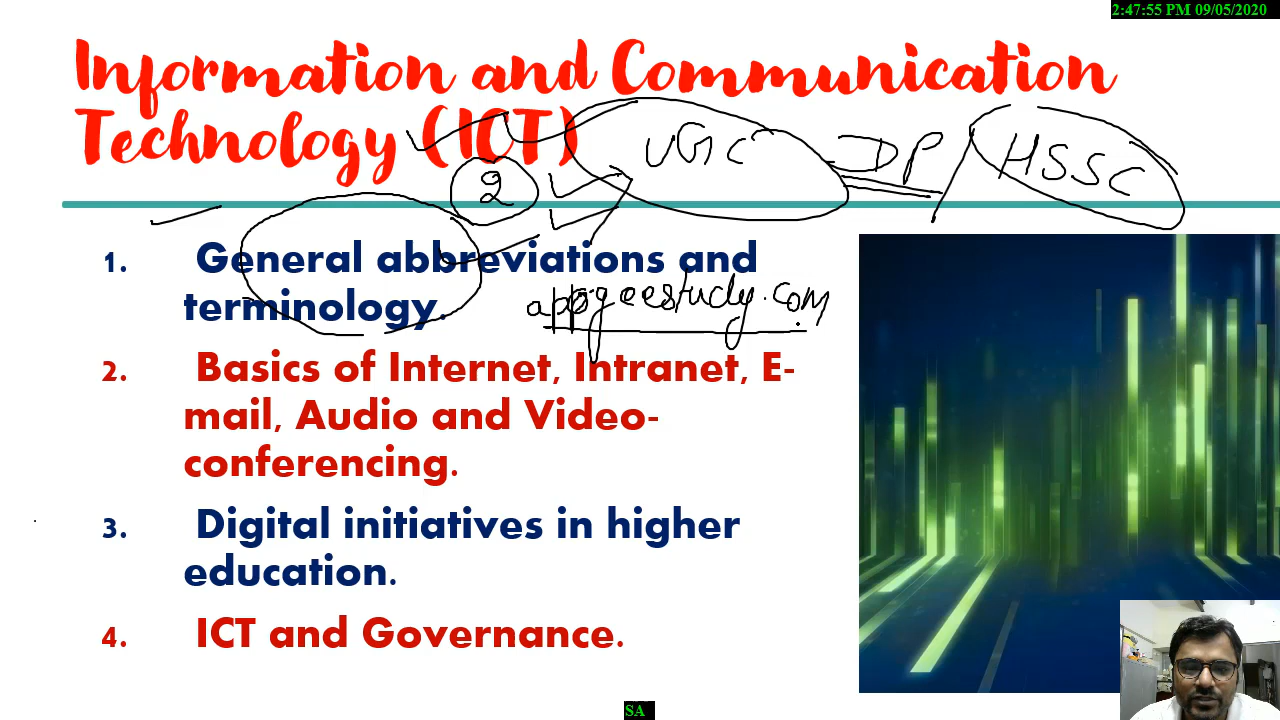 2:47:55 PM 09/05/2020
Information and Communication
Technology (ICT)
UGC DP/ HSSC
2
1. General abbreviations and
terminology.
appgeestudy.com
2. Basics of Internet, Intranet, E-
mail, Audio and Video-
conferencing.
3. Digital initiatives in higher
education.
4. ICT and Governance.
SA